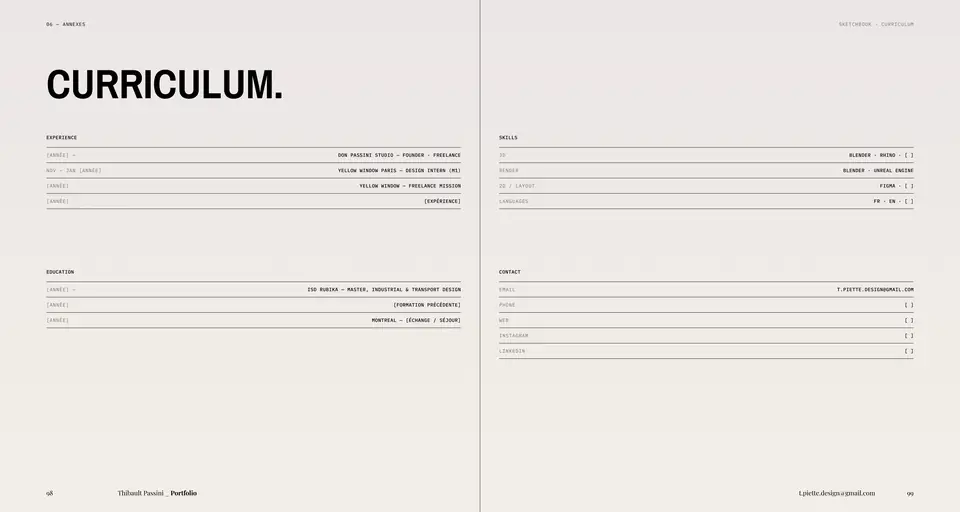 06 — ANNEXES
SKETCHBOOK - CURRICULUM
CURRICULUM.
EXPERIENCE
[ANNÉE] —
DON PASSINI STUDIO — FOUNDER · FREELANCE
NOV — JAN [ANNÉE]
YELLOW WINDOW PARIS — DESIGN INTERN (M1)
[ANNÉE]
YELLOW WINDOW — FREELANCE MISSION
[ANNÉE]
[EXPÉRIENCE]
EDUCATION
[ANNÉE] —
ISD RUBIKA — MASTER, INDUSTRIAL & TRANSPORT DESIGN
[ANNÉE]
[FORMATION PRÉCÉDENTE]
[ANNÉE]
MONTREAL — [ÉCHANGE / SÉJOUR]
SKILLS
3D
BLENDER · RHINO · [ ]
RENDER
BLENDER · UNREAL ENGINE
2D / LAYOUT
FIGMA · [ ]
LANGUAGES
FR · EN · [ ]
CONTACT
EMAIL
T.PIETTE.DESIGN@GMAIL.COM
PHONE
[ ]
WEB
[ ]
INSTAGRAM
[ ]
LINKEDIN
[ ]
98
Thibault Passini _ Portfolio
t.piette.design@gmail.com
99